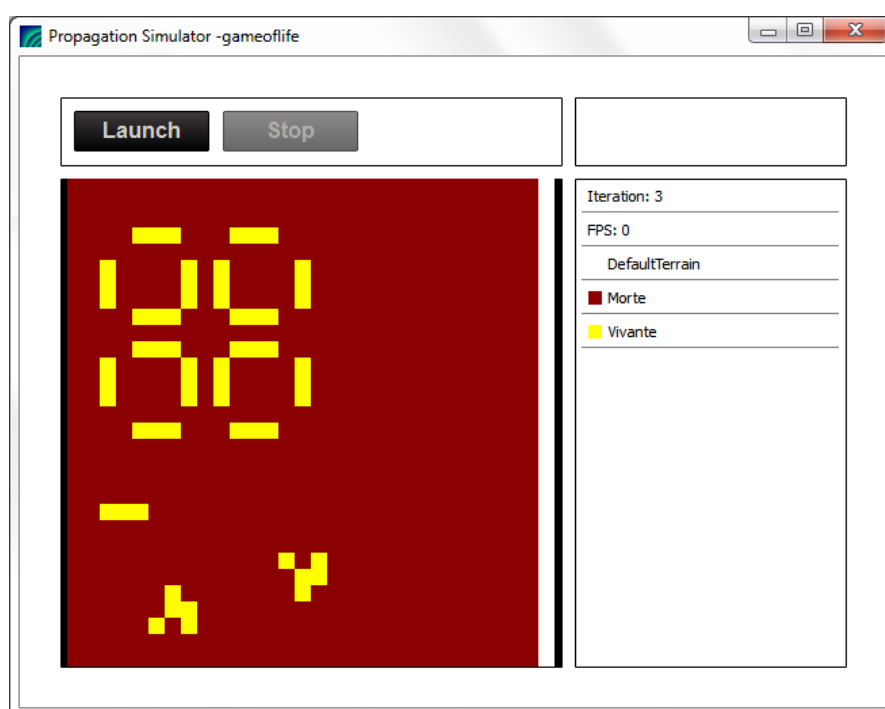 Propagation Simulator -gameoflife
Launch
Stop
Iteration: 3
FPS: 0
DefaultTerrain
Morte
Vivante